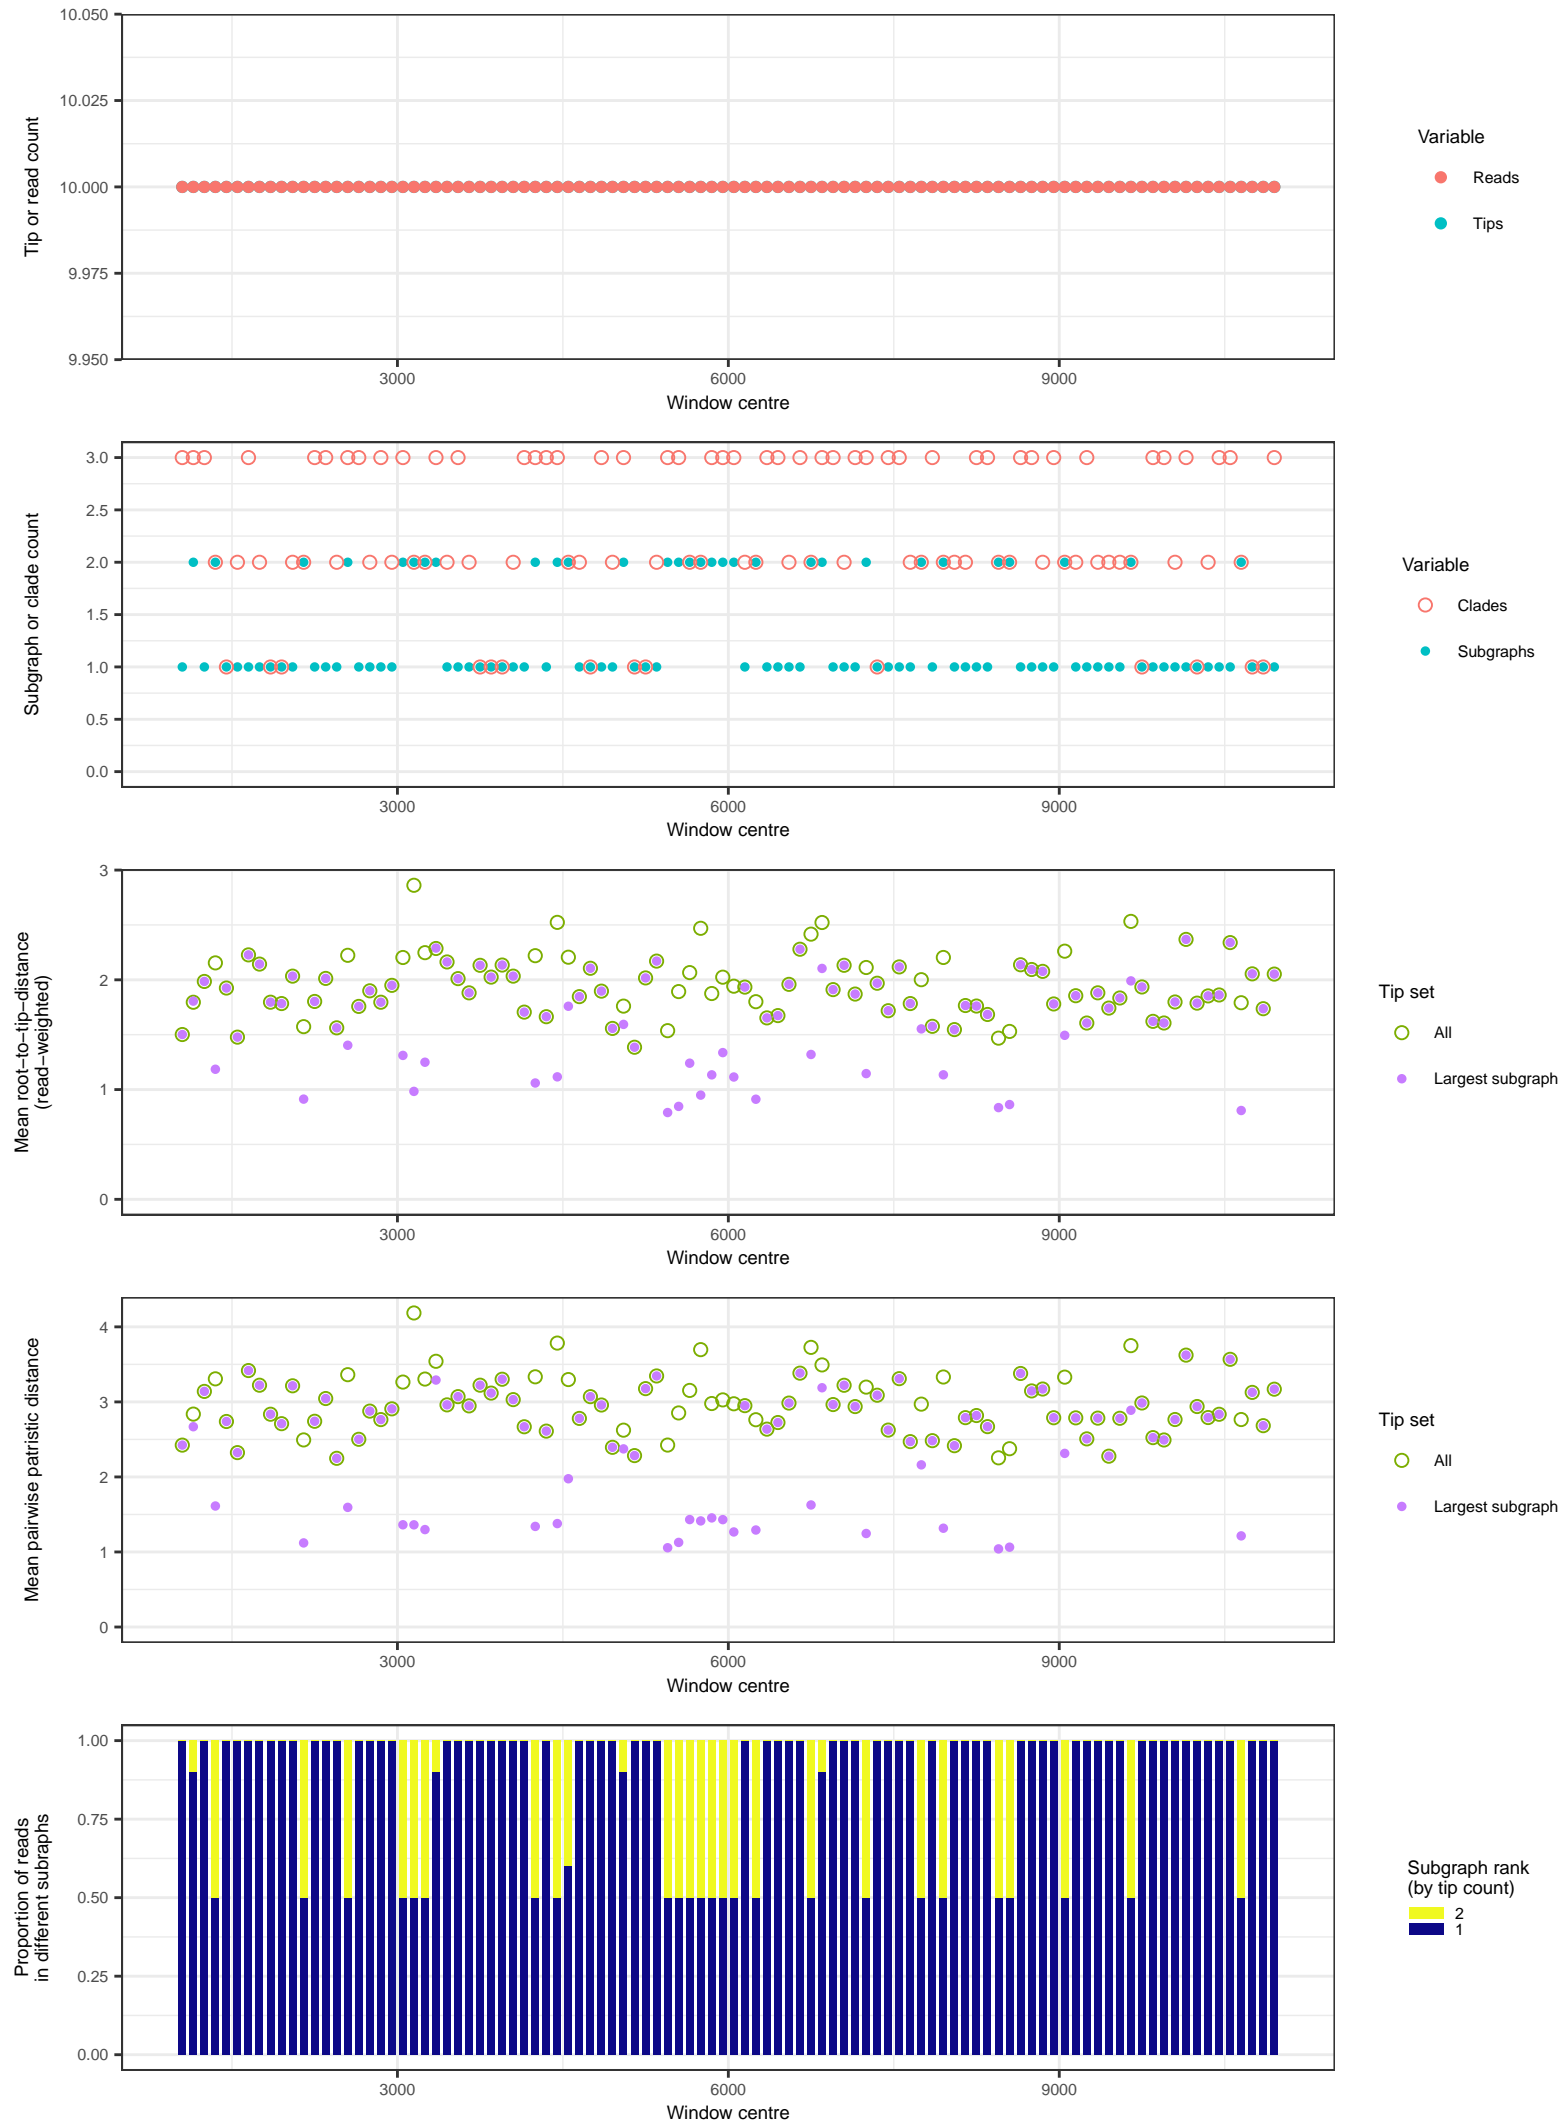 10.050
10.025
10.000
9.975
9.950
Tip or read count
3000 6000 9000
Window centre
Variable
Reads
Tips
3.0
2.5
2.0
1.5
1.0
0.5
0.0
Subgraph or clade count
3000 6000 9000
Window centre
Variable
Clades
Subgraphs
3
2
1
0
Mean root−to−tip−distance
(read−weighted)
3000 6000 9000
Window centre
Tip set
All
Largest subgraph
4
3
2
1
0
Mean pairwise patristic distance
3000 6000 9000
Window centre
Tip set
All
Largest subgraph
1.00
0.75
0.50
0.25
0.00
Proportion of reads
in different subraphs
3000 6000 9000
Window centre
Subgraph rank
(by tip count)
2
1